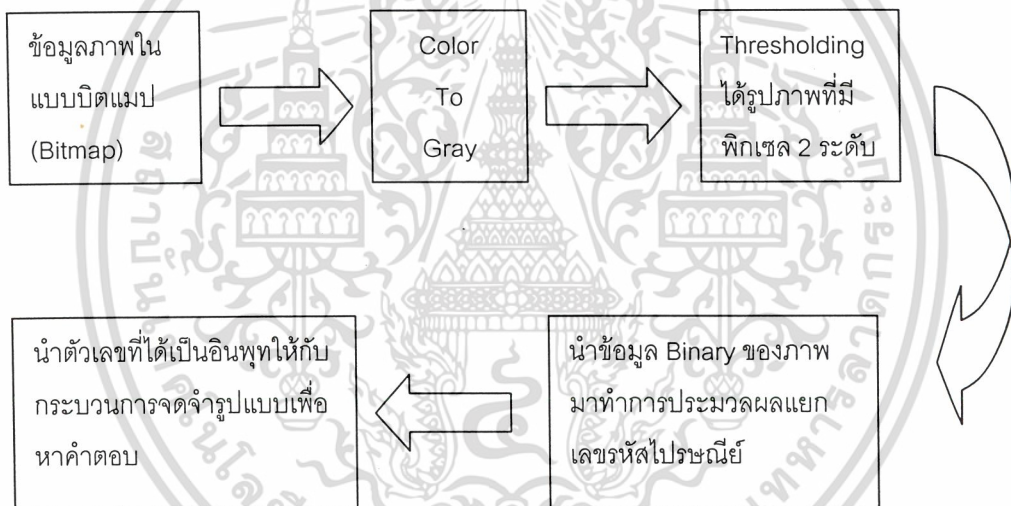 ข้อมูลภาพใน
แบบบิตแมป
(Bitmap)
Color
To
Gray
Thresholding
ได้รูปภาพที่มี
พิกเซล 2 ระดับ
นำข้อมูล Binary ของภาพ
มาทำการประมวลผลแยก
เลขรหัสไปรษณีย์
นำตัวเลขที่ได้เป็นอินพุทให้กับ
กระบวนการจดจำรูปแบบเพื่อ
หาคำตอบ